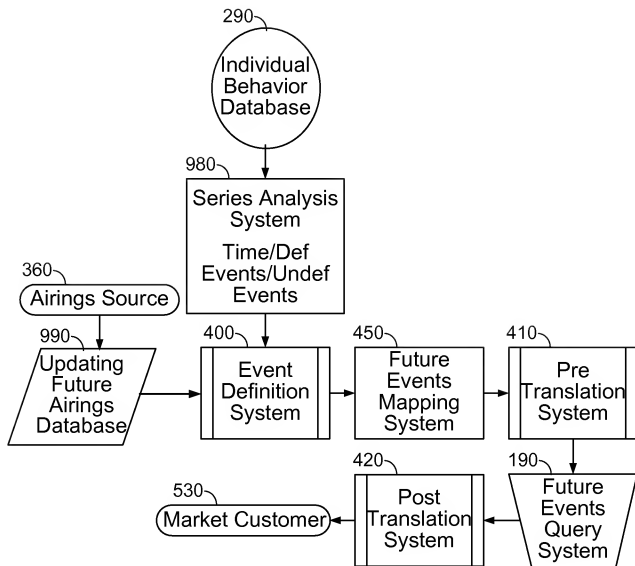 290
Individual
Behavior
Database
980
Series Analysis
System
Time/Def
Events/Undef
Events
360
Airings Source
990
Updating
Future
Airings
Database
400
Event
Definition
System
450
Future
Events
Mapping
System
410
Pre
Translation
System
190
Future
Events
Query
System
420
Post
Translation
System
530
Market Customer